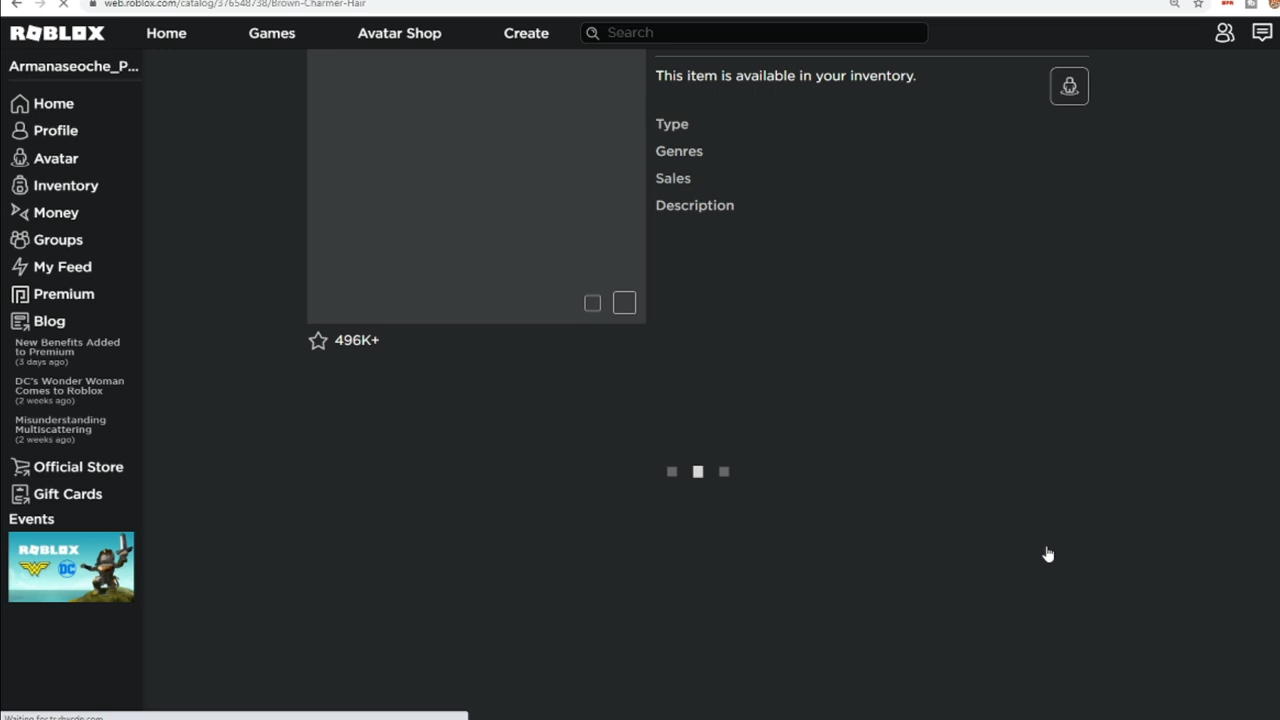 web.roblox.com/catalog/376548738/Brown-Charmer-Hair
ROBLOX
Home
Games
Avatar Shop
Create
Search
Armanaseoche_P...
This item is available in your inventory.
Home
Profile
Type
Avatar
Genres
Inventory
Sales
Money
Description
Groups
My Feed
Premium
Blog
496K+
New Benefits Added
to Premium
(3 days ago)
DC's Wonder Woman
Comes to Roblox
(2 weeks ago)
Misunderstanding
Multiscattering
(2 weeks ago)
Official Store
Gift Cards
Events
ROBLOX
DC